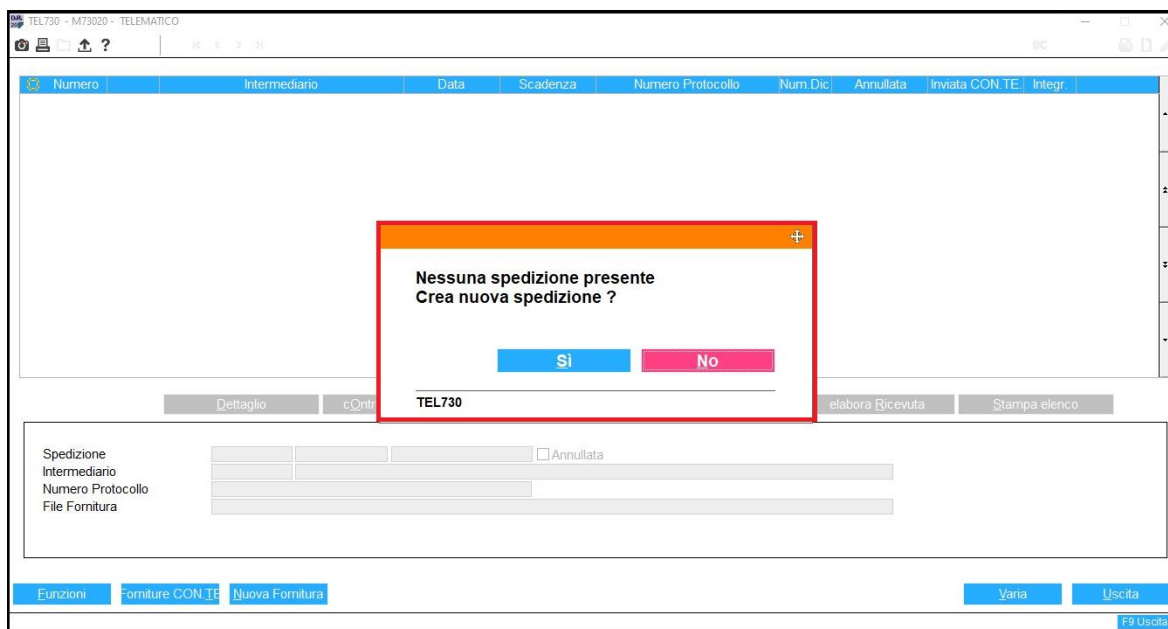 TEL730 - M73020 - TELEMATICO
Numero Intermediario Data Scadenza Numero Protocollo Num.Dic Annullata Inviata CON.TE. Integr.
Nessuna spedizione presente
Crea nuova spedizione ?
Sì No
TEL730
Dettaglio cOntr elabora Ricevuta Stampa elenco
Spedizione Annullata
Intermediario
Numero Protocollo
File Fornitura
Funzioni Forniture CON.TE Nuova Fornitura Varia Uscita
F9 Uscita